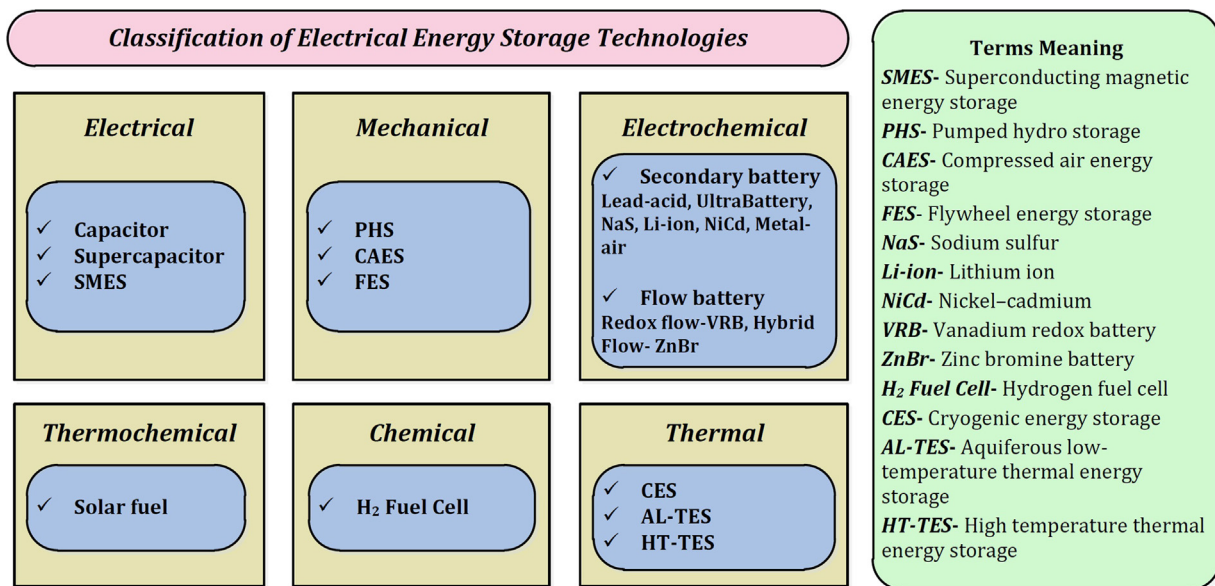 Classification of Electrical Energy Storage Technologies
Electrical
✓ Capacitor
✓ Supercapacitor
✓ SMES
Mechanical
✓ PHS
✓ CAES
✓ FES
Electrochemical
✓ Secondary battery
Lead-acid, UltraBattery,
NaS, Li-ion, NiCd, Metal-
air
✓ Flow battery
Redox flow-VRB, Hybrid
Flow- ZnBr
Thermochemical
✓ Solar fuel
Chemical
✓ H₂ Fuel Cell
Thermal
✓ CES
✓ AL-TES
✓ HT-TES
Terms Meaning
SMES- Superconducting magnetic
energy storage
PHS- Pumped hydro storage
CAES- Compressed air energy
storage
FES- Flywheel energy storage
NaS- Sodium sulfur
Li-ion- Lithium ion
NiCd- Nickel–cadmium
VRB- Vanadium redox battery
ZnBr- Zinc bromine battery
H₂ Fuel Cell- Hydrogen fuel cell
CES- Cryogenic energy storage
AL-TES- Aquiferous low-
temperature thermal energy
storage
HT-TES- High temperature thermal
energy storage